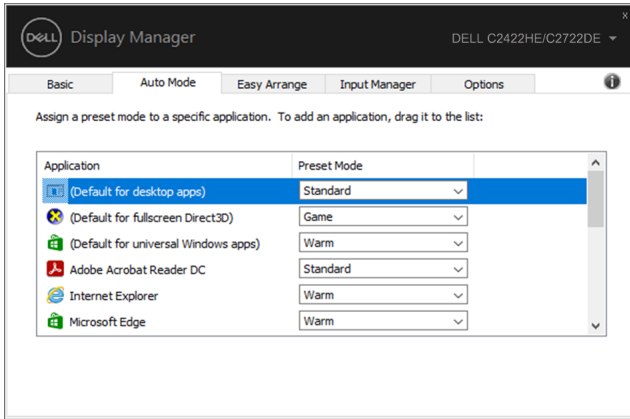 x
DELL Display Manager DELL C2422HE/C2722DE
Basic Auto Mode Easy Arrange Input Manager Options i
Assign a preset mode to a specific application. To add an application, drag it to the list:
Application Preset Mode
(Default for desktop apps) Standard
(Default for fullscreen Direct3D) Game
(Default for universal Windows apps) Warm
Adobe Acrobat Reader DC Standard
Internet Explorer Warm
Microsoft Edge Warm